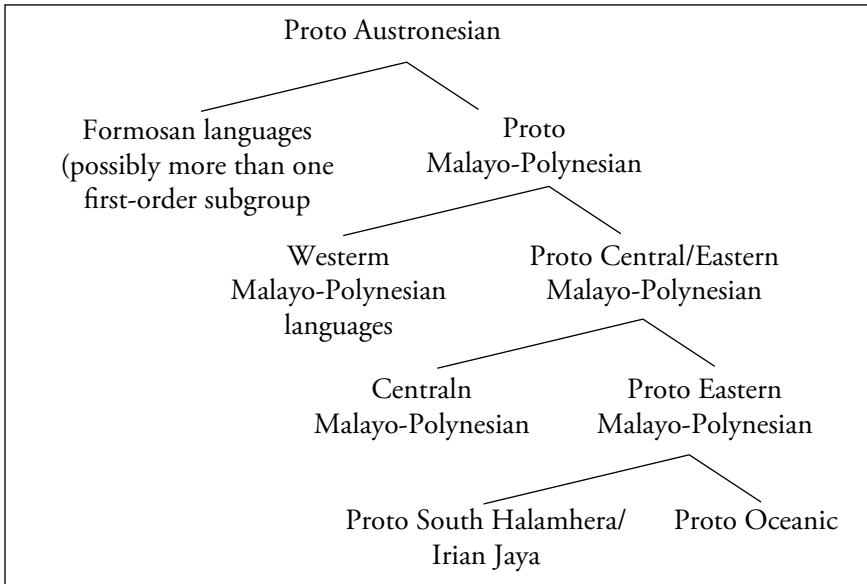 Proto Austronesian
Formosan languages
(possibly more than one
first-order subgroup
Proto
Malayo-Polynesian
Westerm
Malayo-Polynesian
languages
Proto Central/Eastern
Malayo-Polynesian
Centraln
Malayo-Polynesian
Proto Eastern
Malayo-Polynesian
Proto South Halamhera/
Irian Jaya
Proto Oceanic